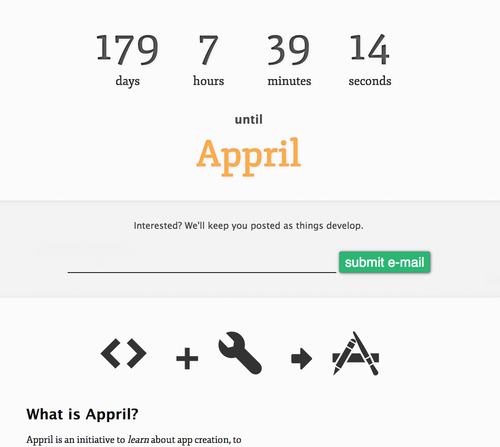 179 7 39 14
days hours minutes seconds
until
Appril
Interested? We'll keep you posted as things develop.
submit e-mail
What is Appril?
Appril is an initiative to learn about app creation, to